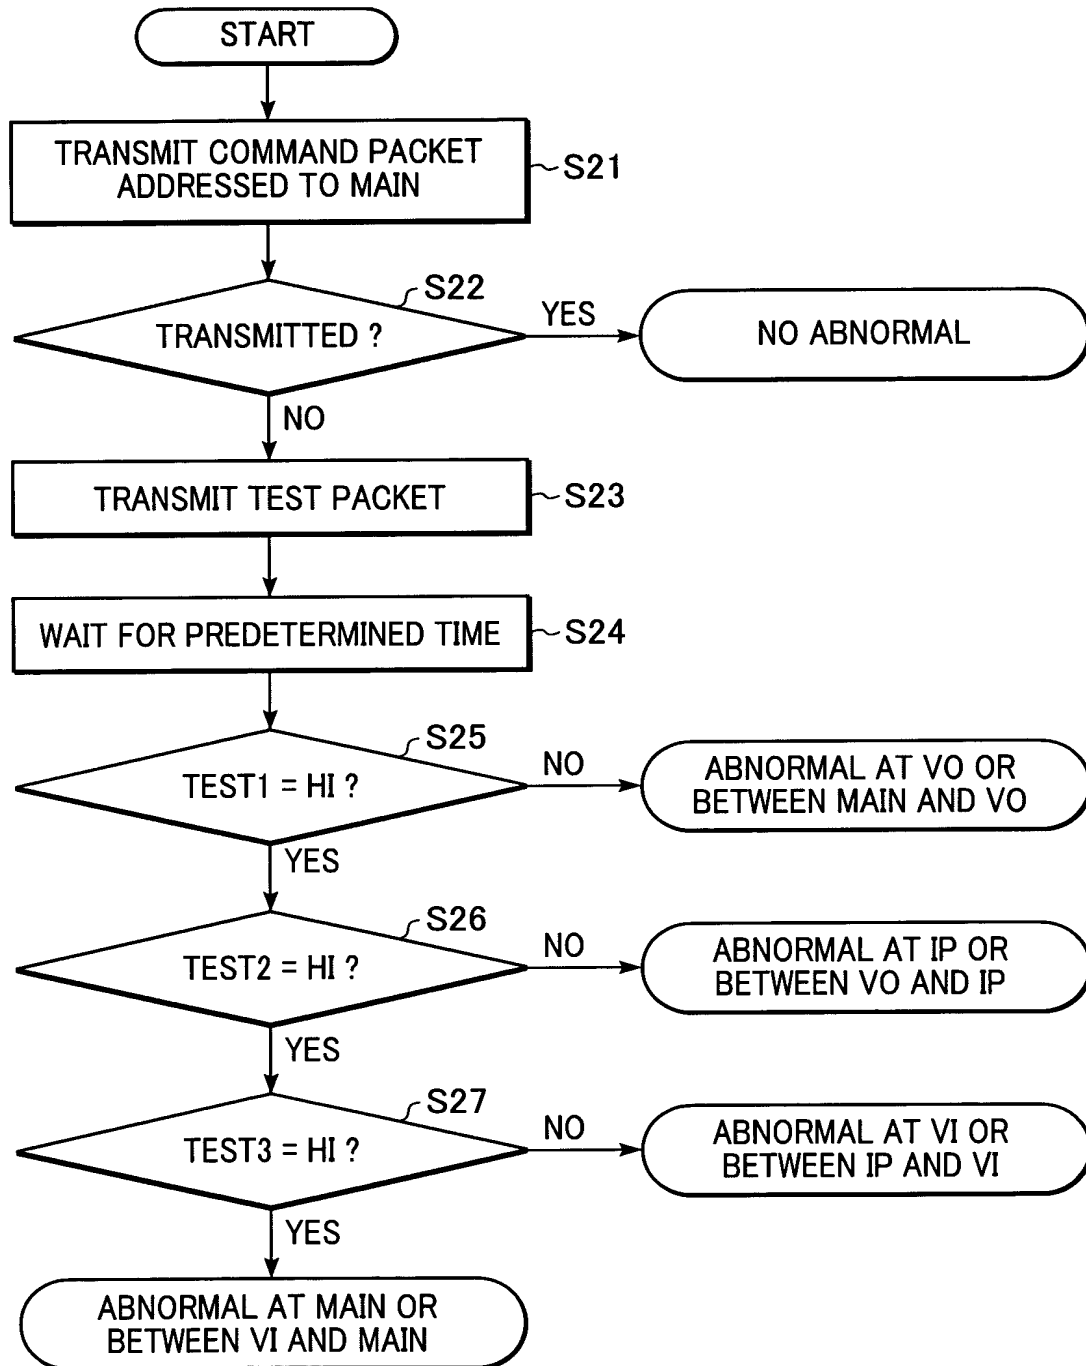 START
TRANSMIT COMMAND PACKET
ADDRESSED TO MAIN
S21
S22
TRANSMITTED ?
YES
NO ABNORMAL
NO
TRANSMIT TEST PACKET
S23
WAIT FOR PREDETERMINED TIME
S24
S25
TEST1 = HI ?
NO
ABNORMAL AT VO OR
BETWEEN MAIN AND VO
YES
S26
TEST2 = HI ?
NO
ABNORMAL AT IP OR
BETWEEN VO AND IP
YES
S27
TEST3 = HI ?
NO
ABNORMAL AT VI OR
BETWEEN IP AND VI
YES
ABNORMAL AT MAIN OR
BETWEEN VI AND MAIN